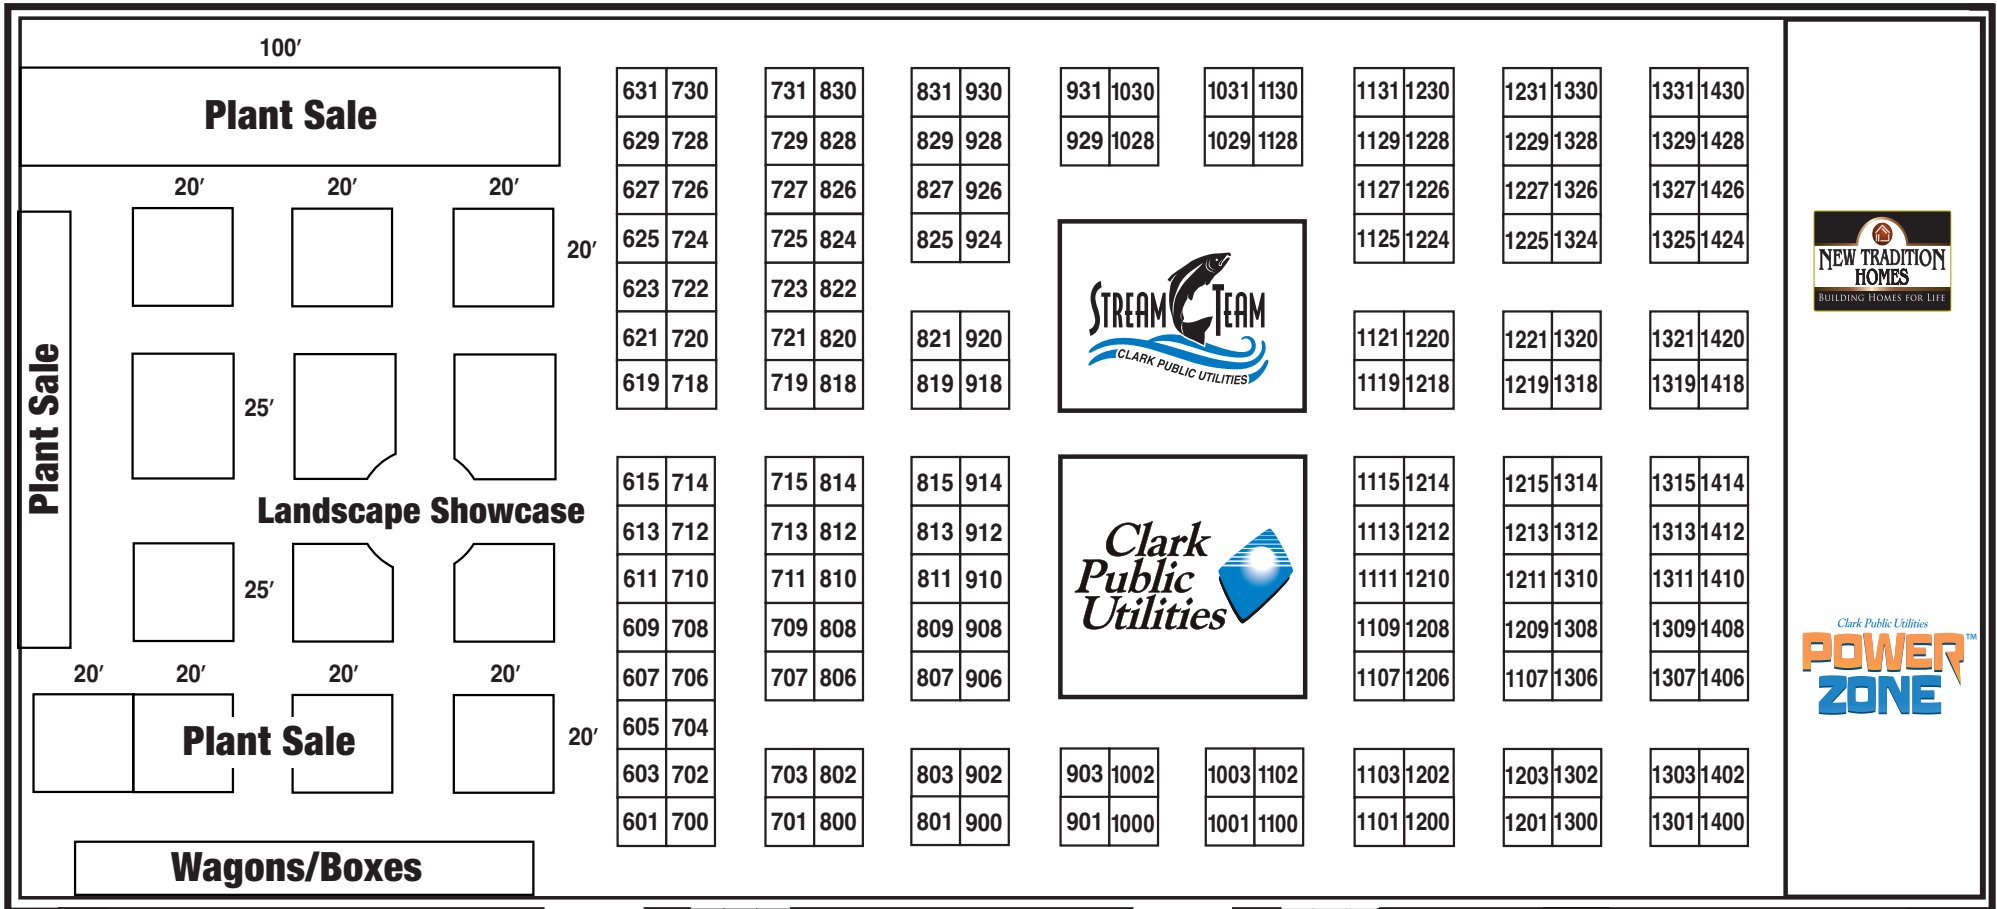 100′
Plant Sale
20′ 20′ 20′
20′
Plant Sale
25′
Landscape Showcase
25′
20′ 20′ 20′ 20′
Plant Sale
20′
Wagons/Boxes
631 730 731 830 831 930 931 1030 1031 1130 1131 1230 1231 1330 1331 1430
629 728 729 828 829 928 929 1028 1029 1128 1129 1228 1229 1328 1329 1428
627 726 727 826 827 926 1127 1226 1227 1326 1327 1426
625 724 725 824 825 924 1125 1224 1225 1324 1325 1424
623 722 723 822
621 720 721 820 821 920 1121 1220 1221 1320 1321 1420
619 718 719 818 819 918 1119 1218 1219 1318 1319 1418
STREAM TEAM
CLARK PUBLIC UTILITIES
615 714 715 814 815 914 1115 1214 1215 1314 1315 1414
613 712 713 812 813 912 1113 1212 1213 1312 1313 1412
611 710 711 810 811 910 1111 1210 1211 1310 1311 1410
609 708 709 808 809 908 1109 1208 1209 1308 1309 1408
607 706 707 806 807 906 1107 1206 1107 1306 1307 1406
605 704
603 702 703 802 803 902 903 1002 1003 1102 1103 1202 1203 1302 1303 1402
601 700 701 800 801 900 901 1000 1001 1100 1101 1200 1201 1300 1301 1400
Clark
Public
Utilities
NEW TRADITION
HOMES
BUILDING HOMES FOR LIFE
Clark Public Utilities
POWER™
ZONE